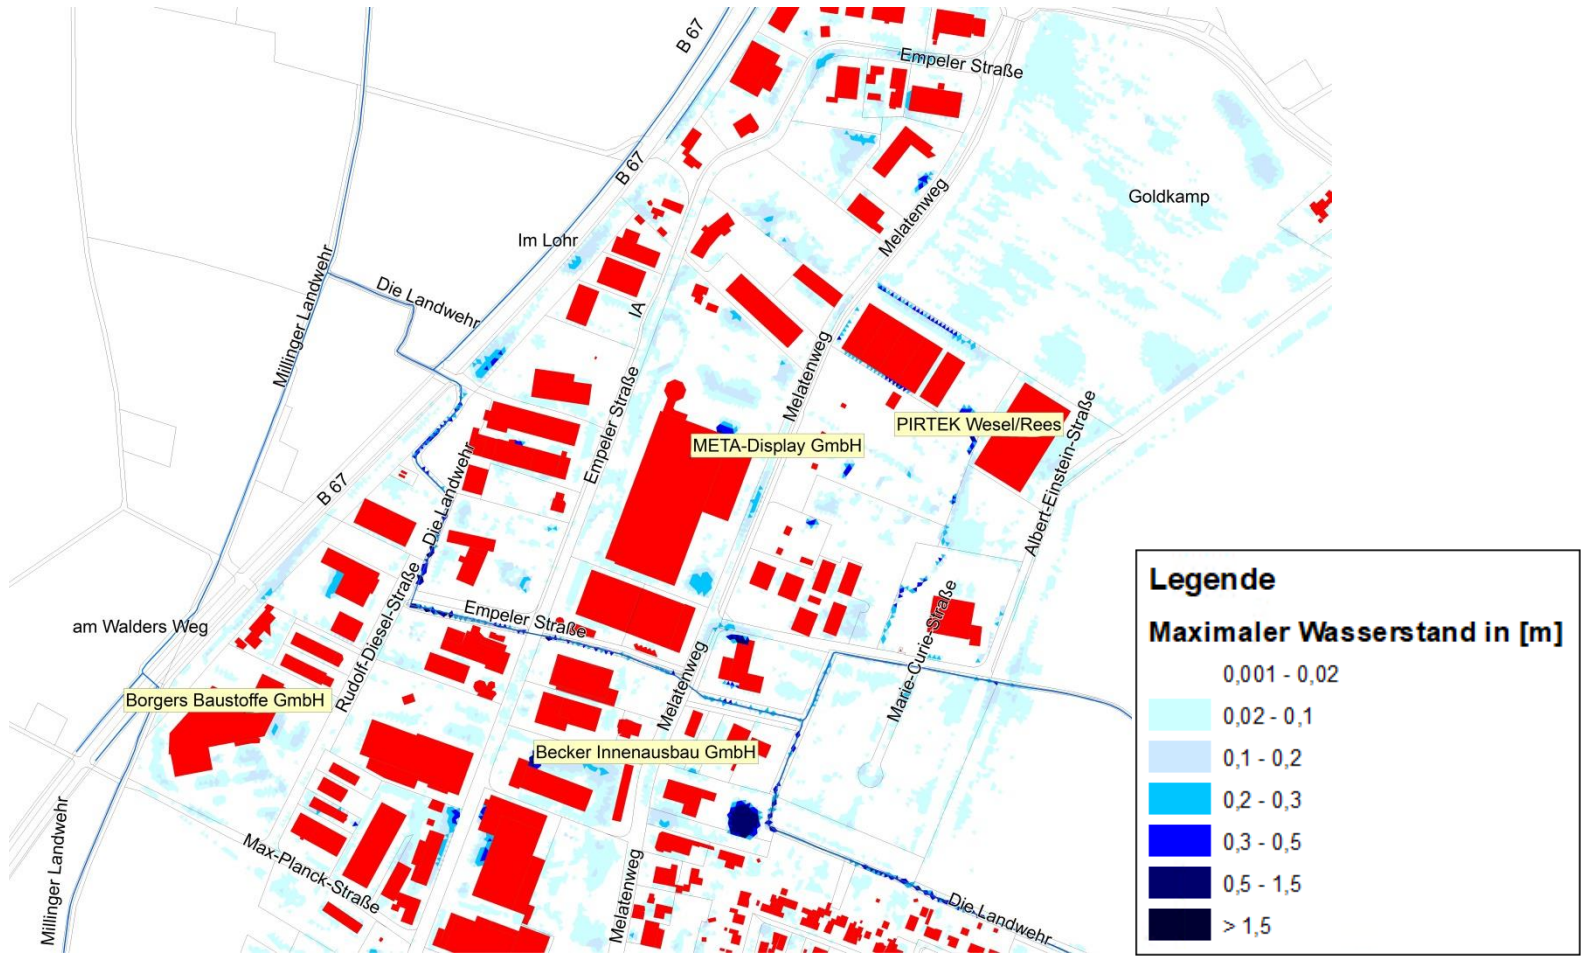 B 67
Empeler Straße
B 67
Goldkamp
Melatenweg
Im Lohr
Millinger Landwehr
Die Landwehr
IA
Melatenweg
Empeler Straße
PIRTEK Wesel/Rees
META-Display GmbH
Albert-Einstein-Straße
B 67
Die Landwehr
am Walders Weg
Rudolf-Diesel-Straße
Empeler Straße
Marie-Curie-Straße
Melatenweg
Borgers Baustoffe GmbH
Becker Innenausbau GmbH
Millinger Landwehr
Max-Planck-Straße
Melatenweg
Die Landwehr
Legende
Maximaler Wasserstand in [m]
0,001 - 0,02
0,02 - 0,1
0,1 - 0,2
0,2 - 0,3
0,3 - 0,5
0,5 - 1,5
> 1,5